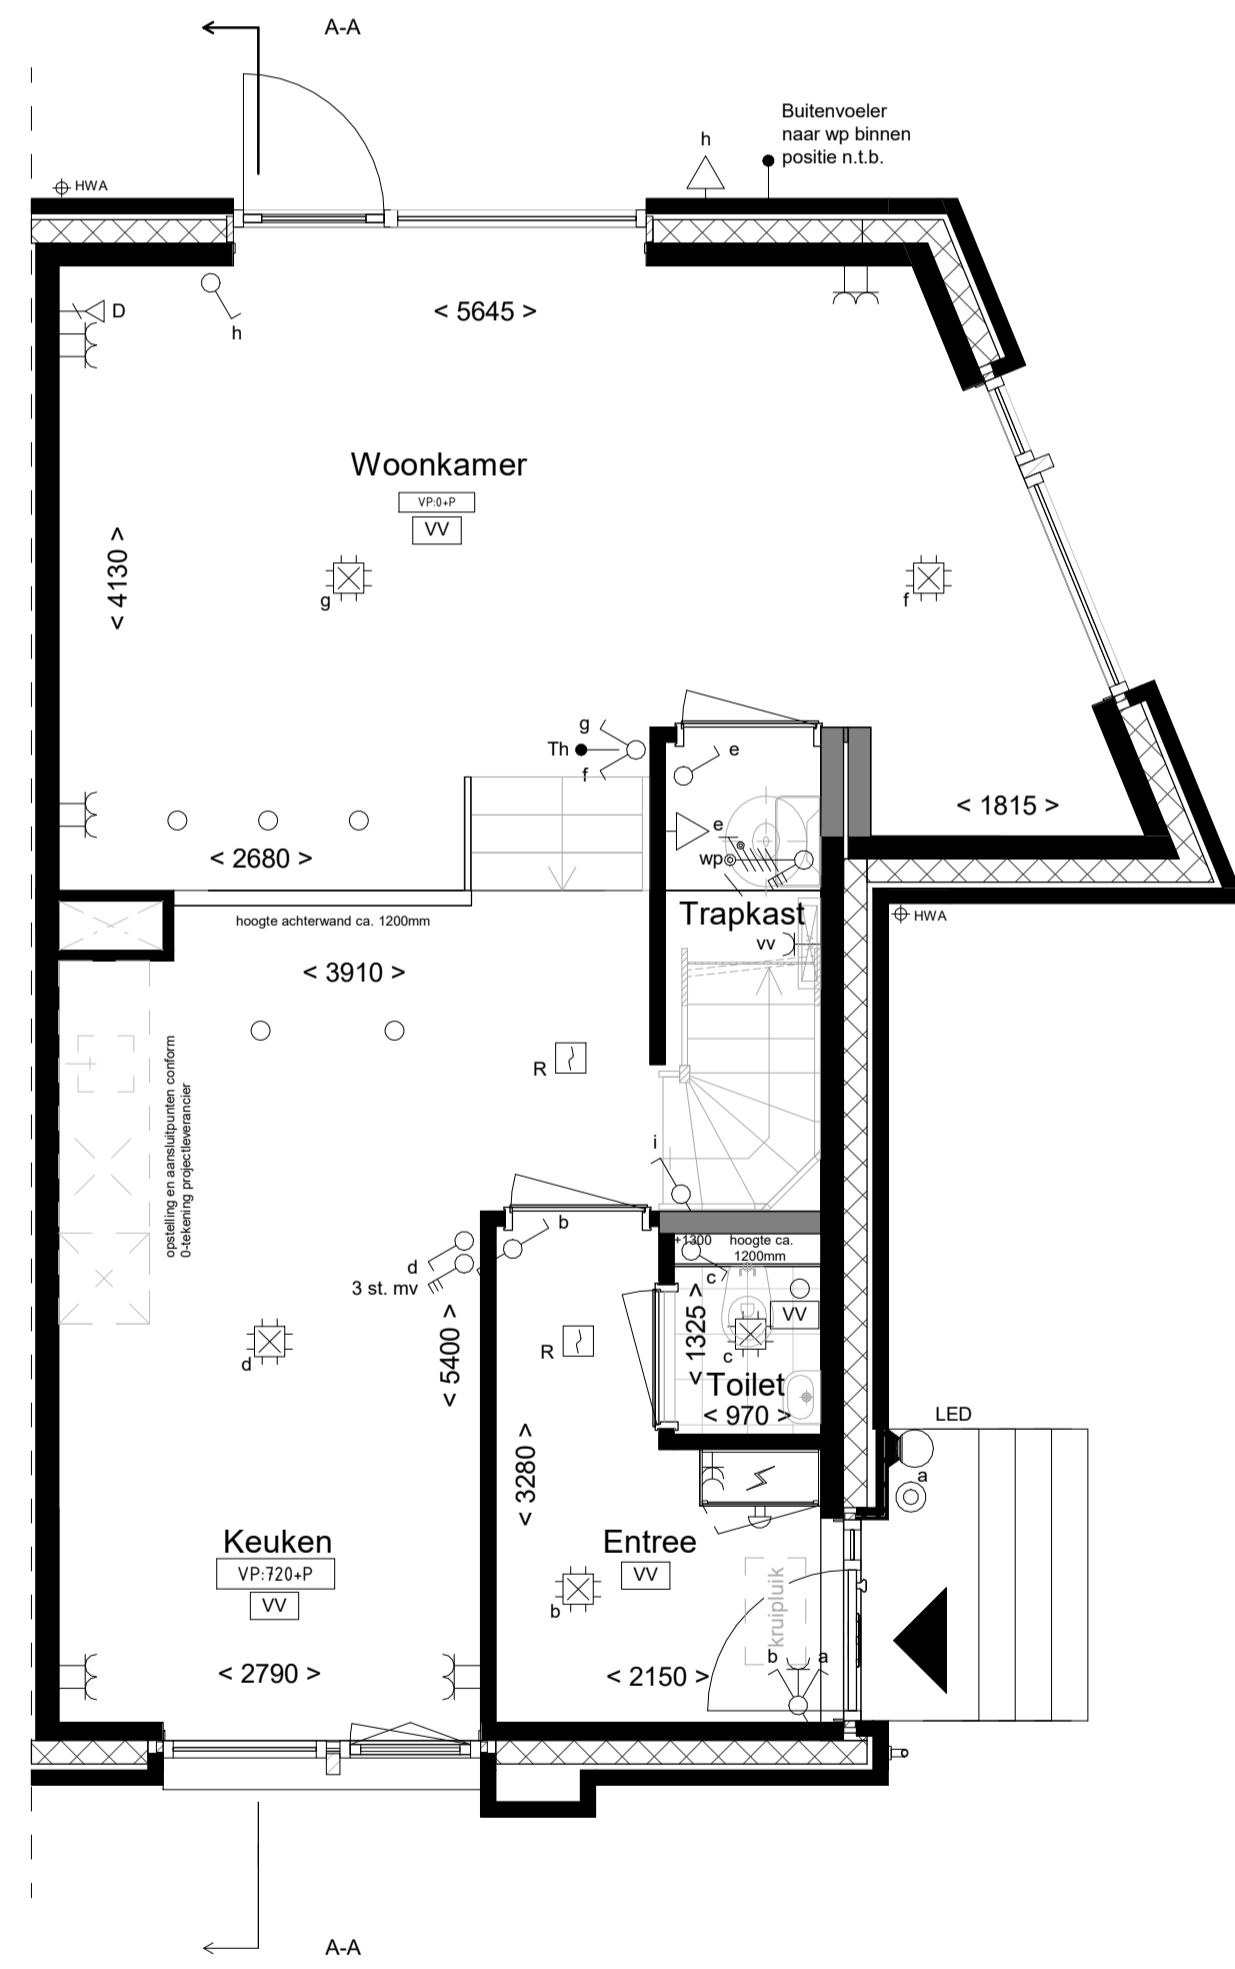 A-A
Buitenvoeler
naar wp binnen
positie n.t.b.
h
HWA
D
h
< 5645 >
Woonkamer
VP:0+P
VV
< 4130 >
g
f
g
Th
f
e
e
< 1815 >
< 2680 >
wp
hoogte achterwand ca. 1200mm
Trapkast
HWA
vv
< 3910 >
opstelling en aansluitpunten conform
0-tekening projectleverancier
R
i
b
d
3 st. mv
+1300
hoogte ca.
1200mm
c
VV
< 1325 >
c
R
d
< 5400 >
Toilet
< 970 >
LED
a
< 3280 >
Keuken
VP:720+P
VV
Entree
VV
b
kruipluik
b
a
< 2790 >
< 2150 >
A-A